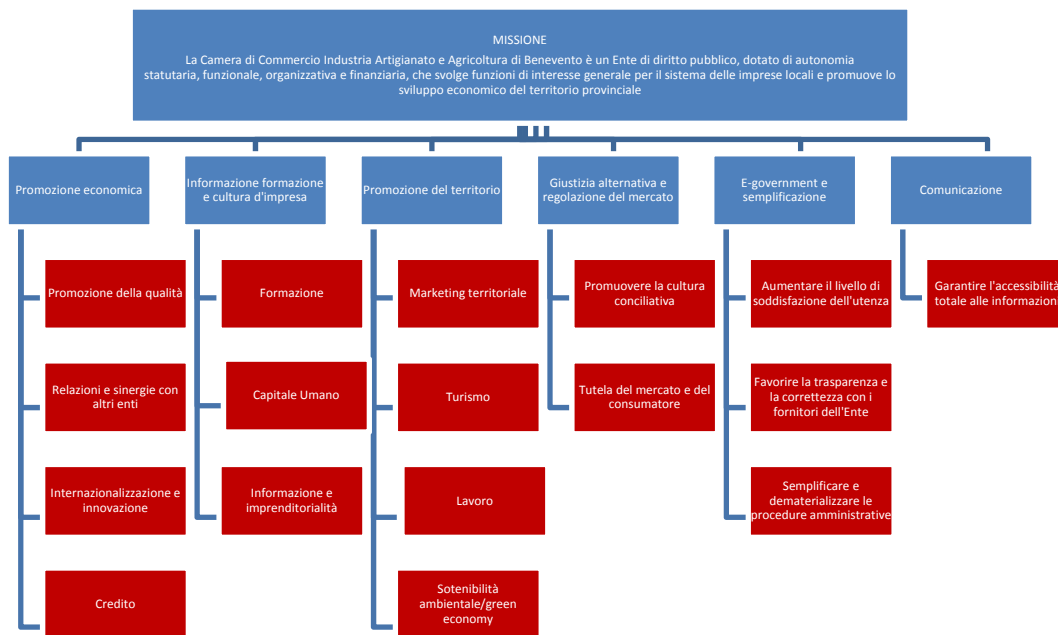 MISSIONE
La Camera di Commercio Industria Artigianato e Agricoltura di Benevento è un Ente di diritto pubblico, dotato di autonomia
statutaria, funzionale, organizzativa e finanziaria, che svolge funzioni di interesse generale per il sistema delle imprese locali e promuove lo
sviluppo economico del territorio provinciale
Promozione economica
Informazione formazione
e cultura d'impresa
Promozione del territorio
Giustizia alternativa e
regolazione del mercato
E-government e
semplificazione
Comunicazione
Promozione della qualità
Relazioni e sinergie con
altri enti
Internazionalizzazione e
innovazione
Credito
Formazione
Capitale Umano
Informazione e
imprenditorialità
Marketing territoriale
Turismo
Lavoro
Sotenibilità
ambientale/green
economy
Promuovere la cultura
conciliativa
Tutela del mercato e del
consumatore
Aumentare il livello di
soddisfazione dell'utenza
Favorire la trasparenza e
la correttezza con i
fornitori dell'Ente
Semplificare e
dematerializzare le
procedure amministrative
Garantire l'accessibilità
totale alle informazioni